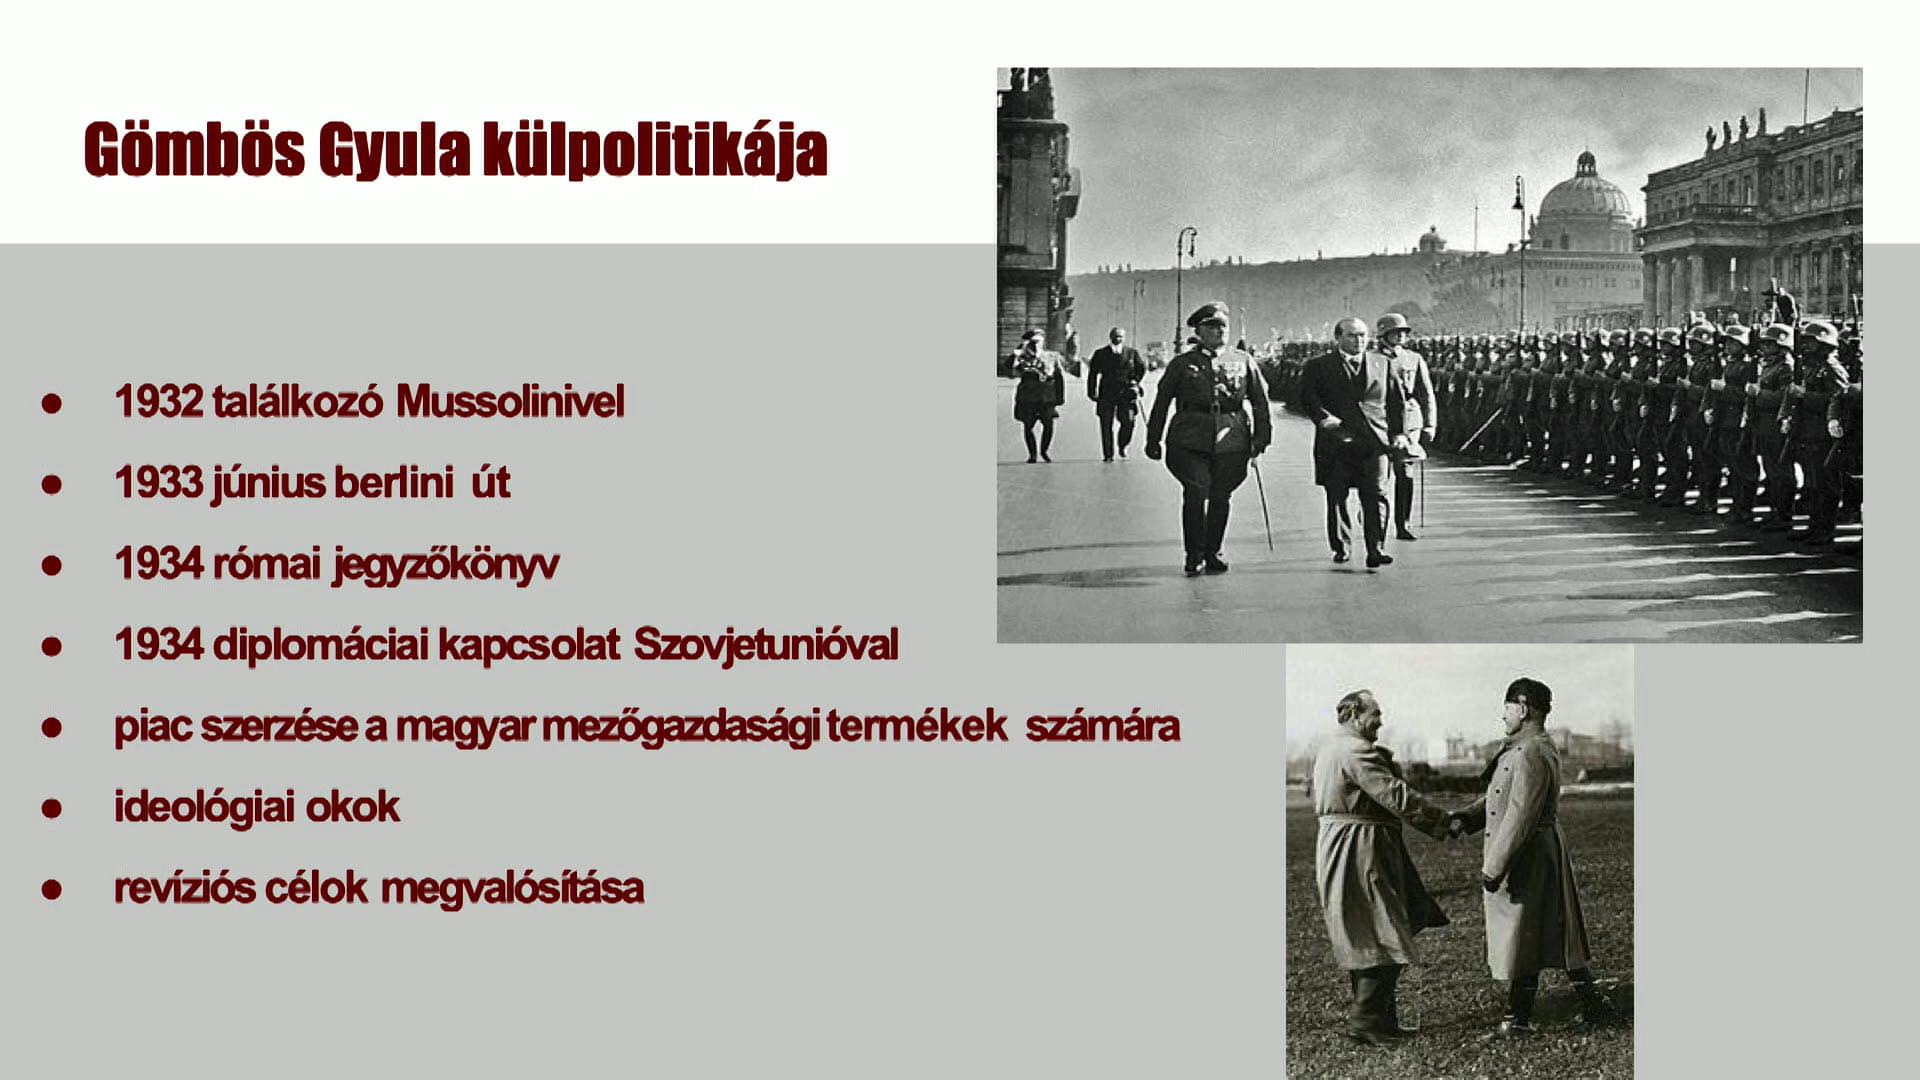 Gömbös Gyula külpolitikája
● 1932 találkozó Mussolinivel
● 1933 június berlini út
● 1934 római jegyzőkönyv
● 1934 diplomáciai kapcsolat Szovjetunióval
● piac szerzése a magyar mezőgazdasági termékek számára
● ideológiai okok
● revíziós célok megvalósítása